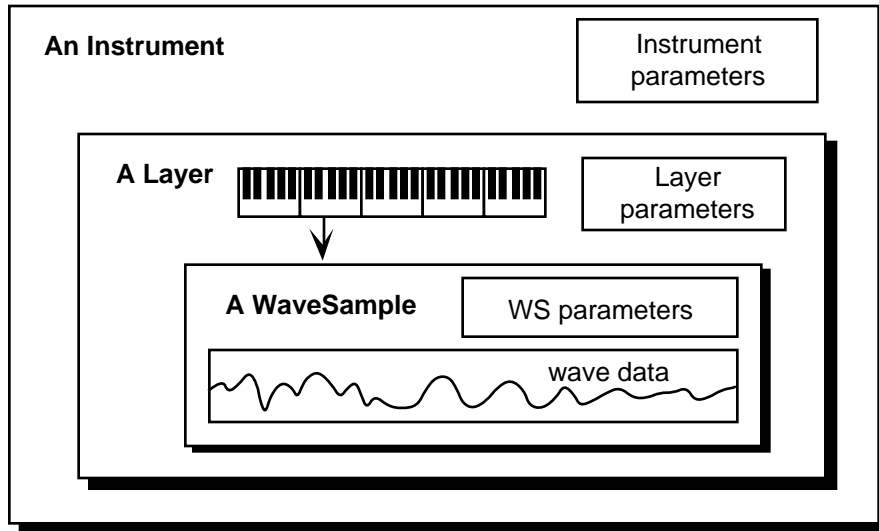 An Instrument
Instrument
parameters
A Layer
Layer
parameters
A WaveSample
WS parameters
wave data